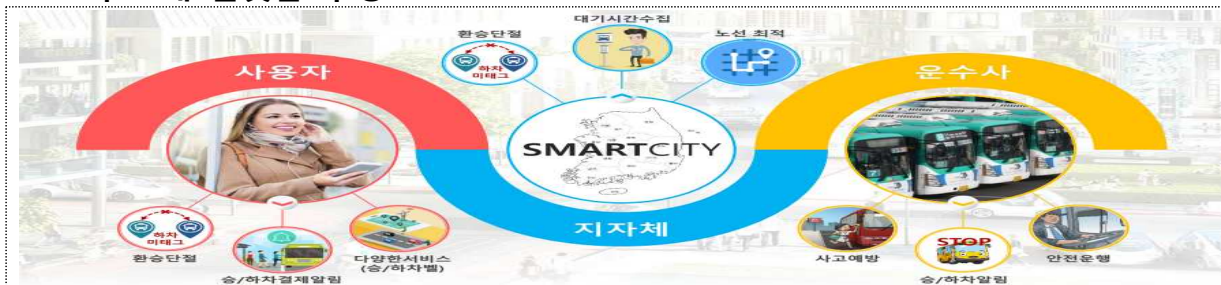 대기시간수집
환승단절
노선 최적
하차
미태그
사용자
운수사
SMARTCITY
지자체
하차
미태그
환승단절
승/하차결제알림
다양한서비스
(승/하차벨)
사고예방
STOP
승/하차알림
안전운행